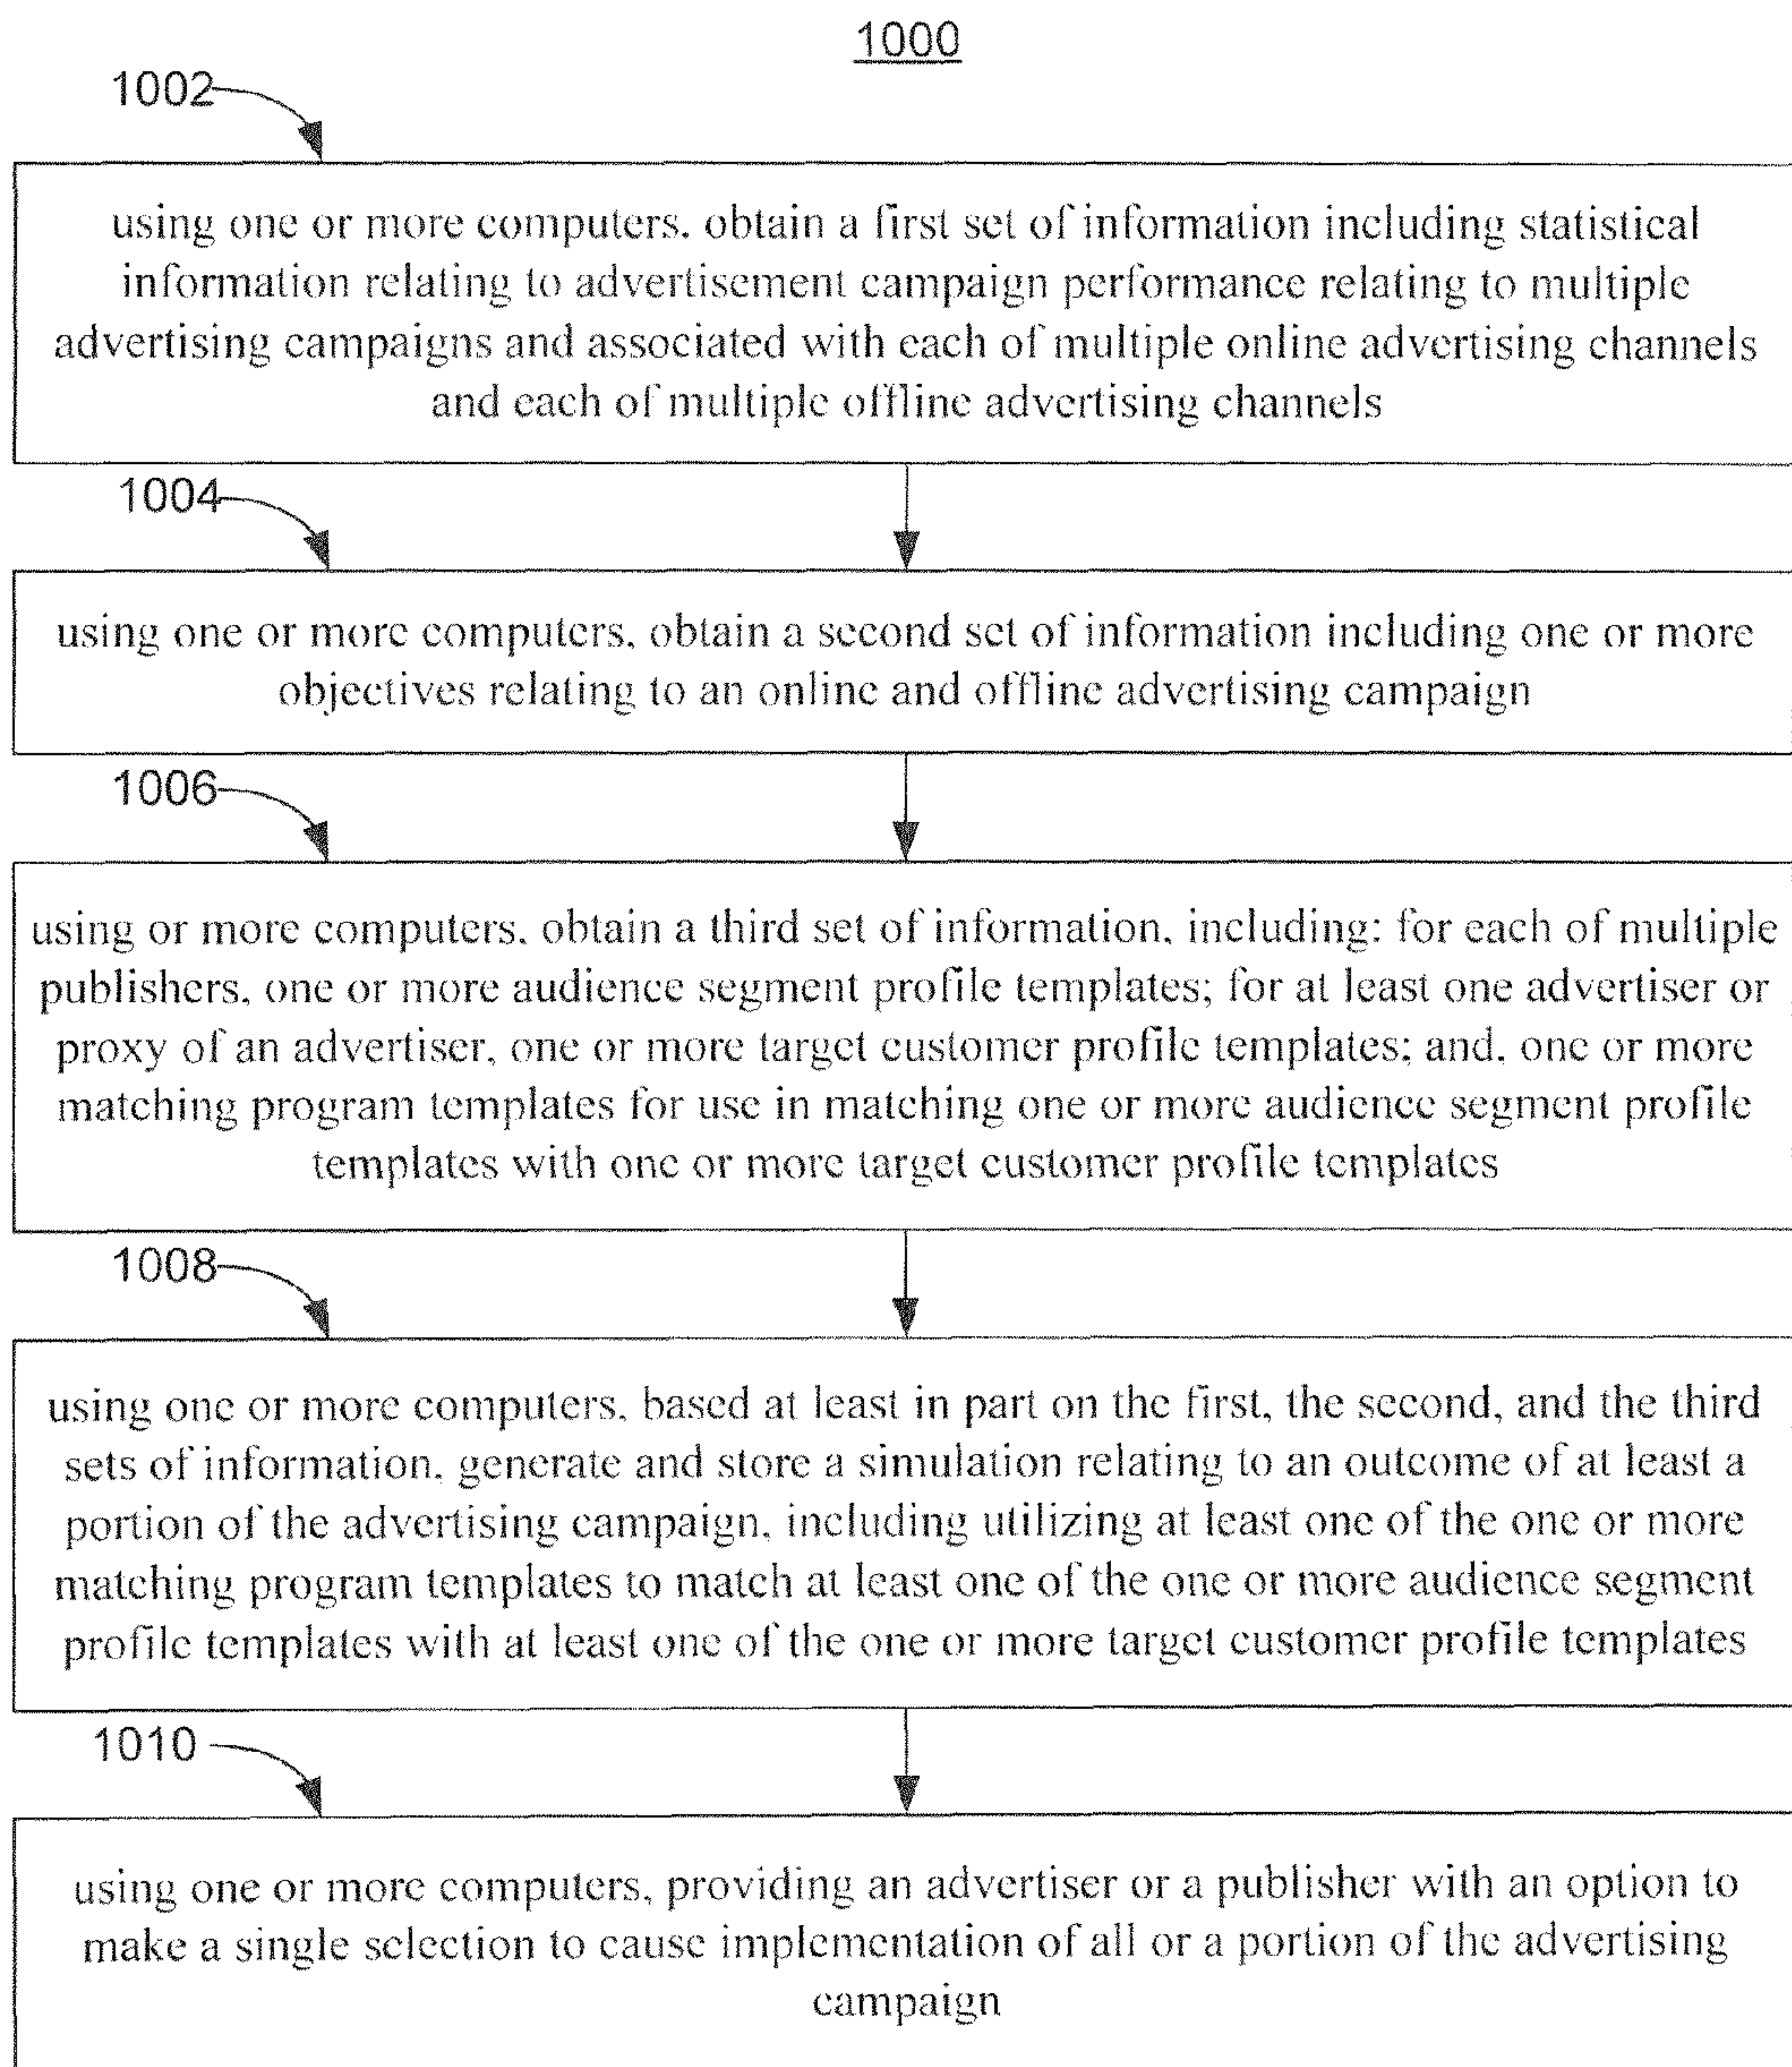 1000
1002
using one or more computers, obtain a first set of information including statistical
information relating to advertisement campaign performance relating to multiple
advertising campaigns and associated with each of multiple online advertising channels
and each of multiple offline advertising channels
1004
using one or more computers, obtain a second set of information including one or more
objectives relating to an online and offline advertising campaign
1006
using or more computers, obtain a third set of information, including: for each of multiple
publishers, one or more audience segment profile templates; for at least one advertiser or
proxy of an advertiser, one or more target customer profile templates; and, one or more
matching program templates for use in matching one or more audience segment profile
templates with one or more target customer profile templates
1008
using one or more computers, based at least in part on the first, the second, and the third
sets of information, generate and store a simulation relating to an outcome of at least a
portion of the advertising campaign, including utilizing at least one of the one or more
matching program templates to match at least one of the one or more audience segment
profile templates with at least one of the one or more target customer profile templates
1010
using one or more computers, providing an advertiser or a publisher with an option to
make a single selection to cause implementation of all or a portion of the advertising
campaign